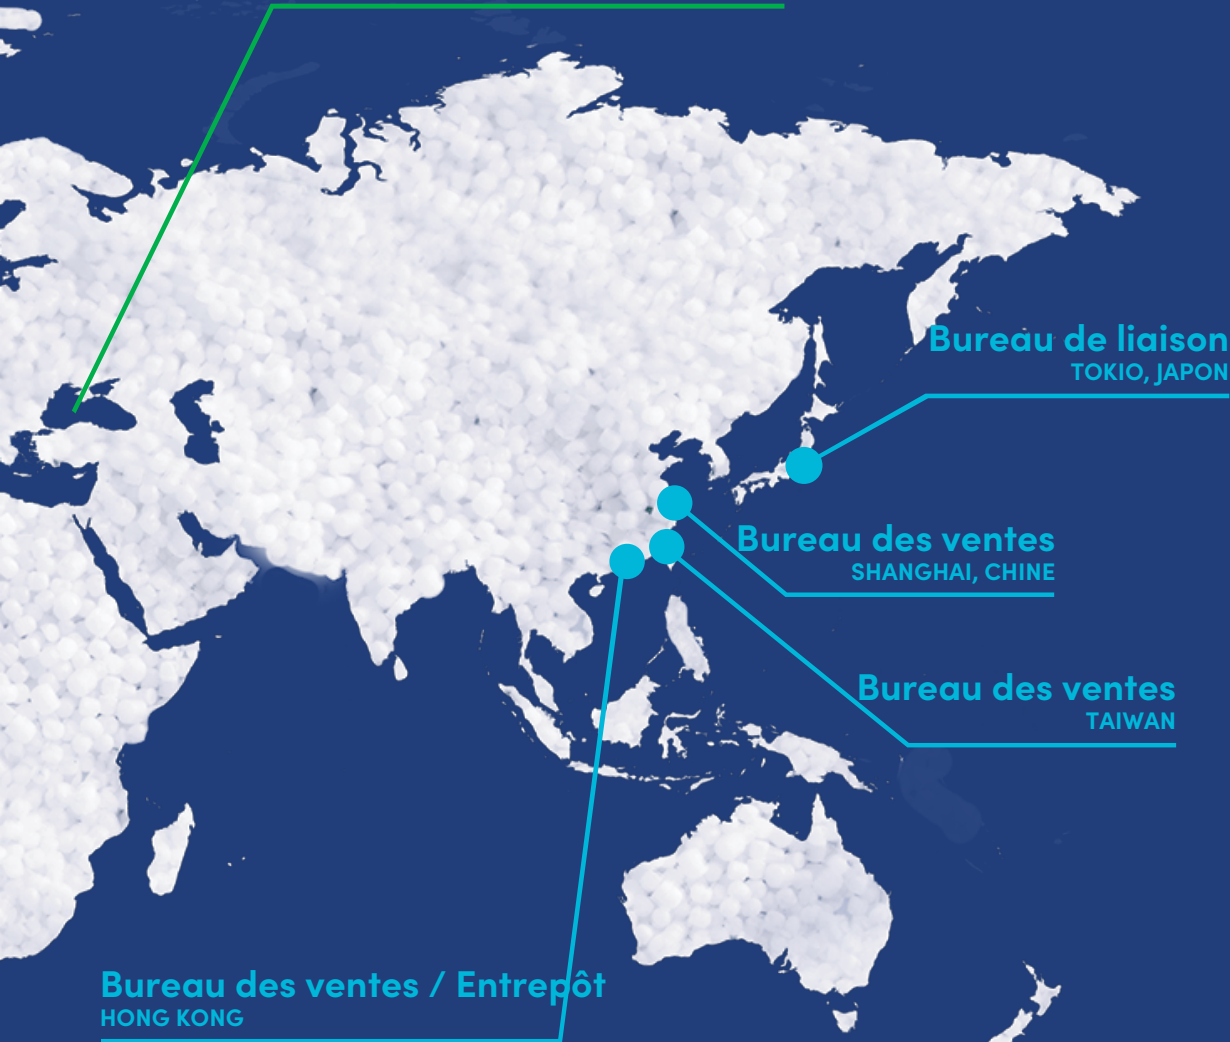 Bureau de liaison
TOKIO, JAPON
Bureau des ventes
SHANGHAI, CHINE
Bureau des ventes
TAIWAN
Bureau des ventes / Entrepôt
HONG KONG